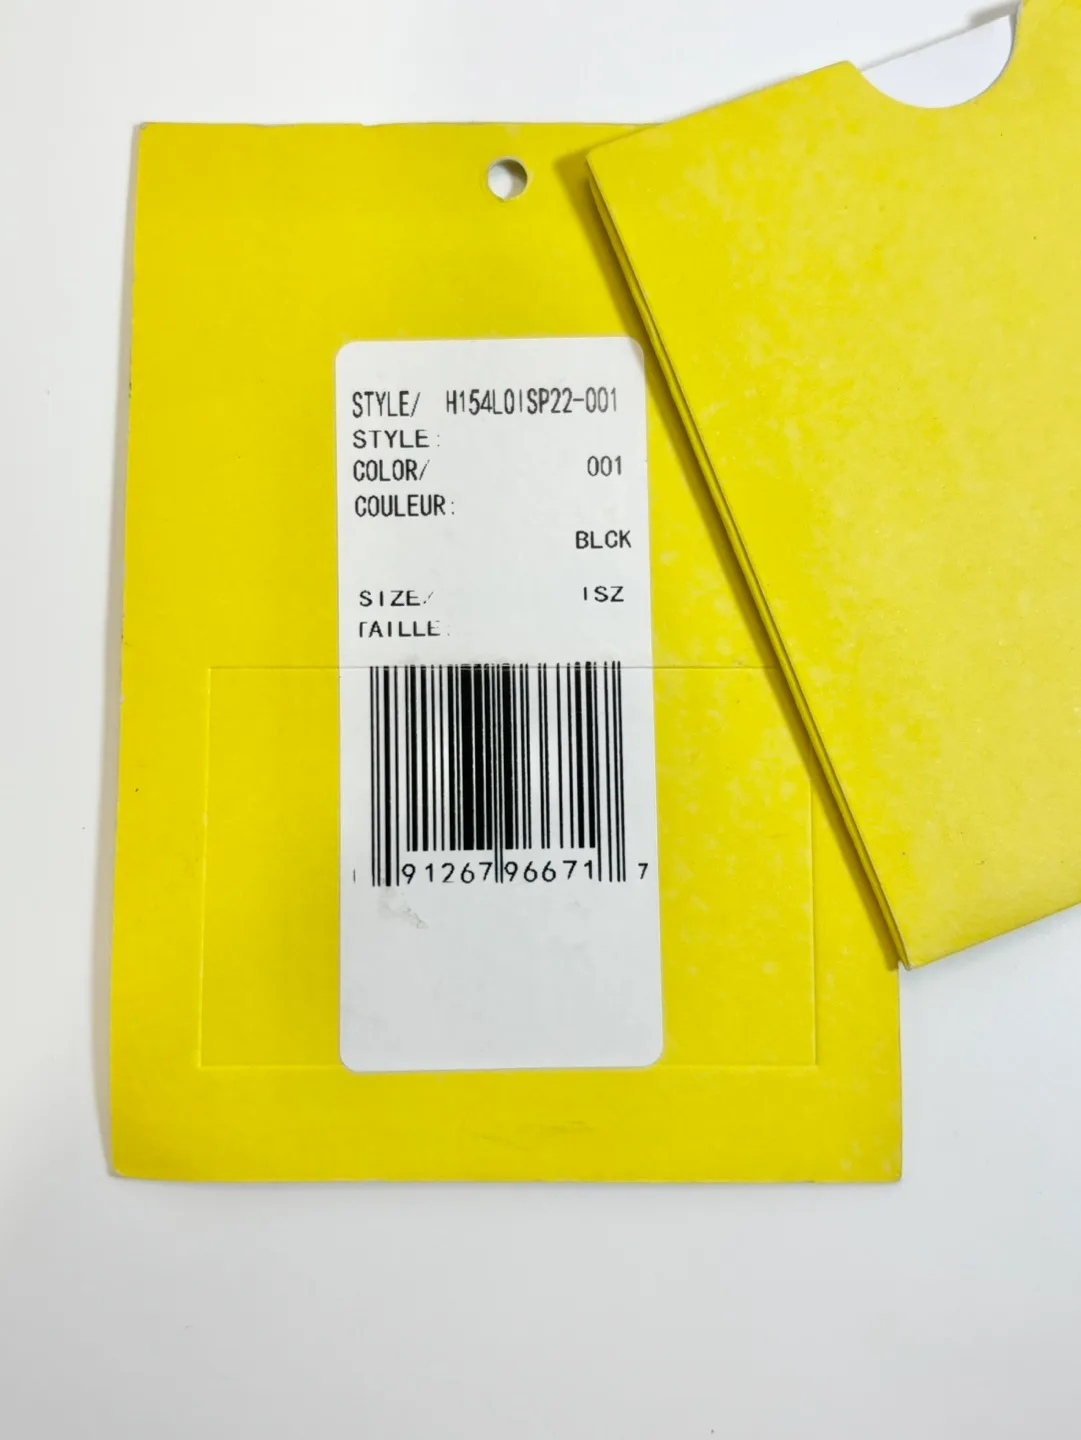 STYLE/ H154L01SP22-001
STYLE:
COLOR/ 001
COULEUR:
BLCK
SIZE/ 1SZ
TAILLE:
1 91267 96671 7